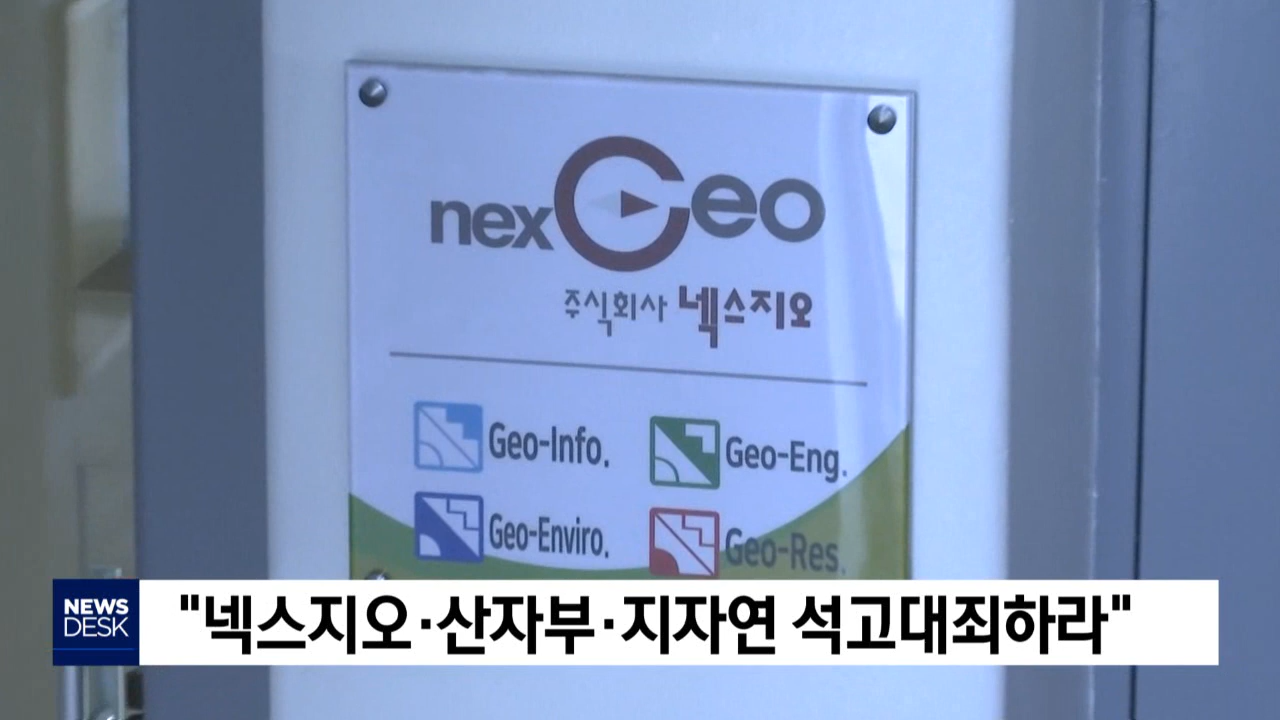 nexGeo
주식회사 넥스지오
Geo-Info. Geo-Eng.
Geo-Enviro. Geo-Res.
NEWS
DESK
"넥스지오·산자부·지자연 석고대죄하라"